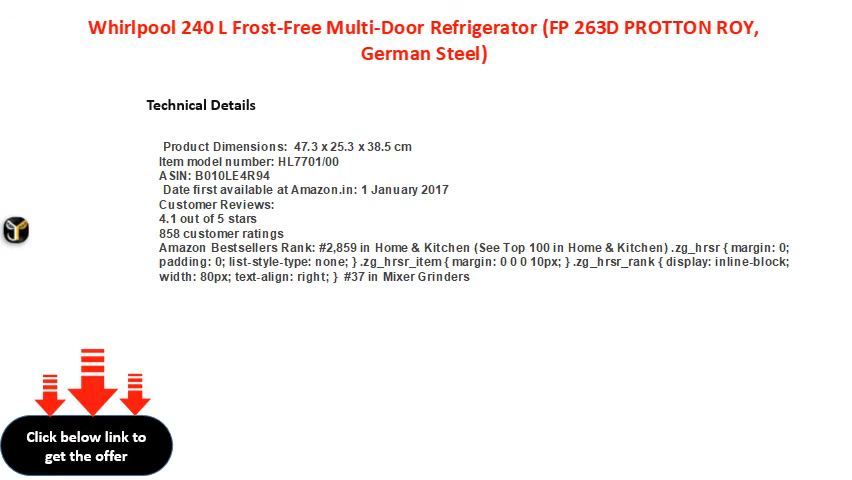 Whirlpool 240 L Frost-Free Multi-Door Refrigerator (FP 263D PROTTON ROY,
German Steel)
Technical Details
Product Dimensions: 47.3 x 25.3 x 38.5 cm
Item model number: HL7701/00
ASIN: B010LE4R94
Date first available at Amazon.in: 1 January 2017
Customer Reviews:
4.1 out of 5 stars
858 customer ratings
Amazon Bestsellers Rank: #2,859 in Home & Kitchen (See Top 100 in Home & Kitchen) .zg_hrsr { margin: 0;
padding: 0; list-style-type: none; } .zg_hrsr_item { margin: 0 0 0 10px; } .zg_hrsr_rank { display: inline-block;
width: 80px; text-align: right; } #37 in Mixer Grinders
Click below link to
get the offer